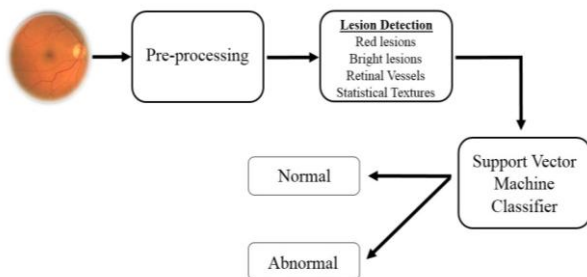 Pre-processing
Lesion Detection
Red lesions
Bright lesions
Retinal Vessels
Statistical Textures
Support Vector
Machine
Classifier
Normal
Abnormal